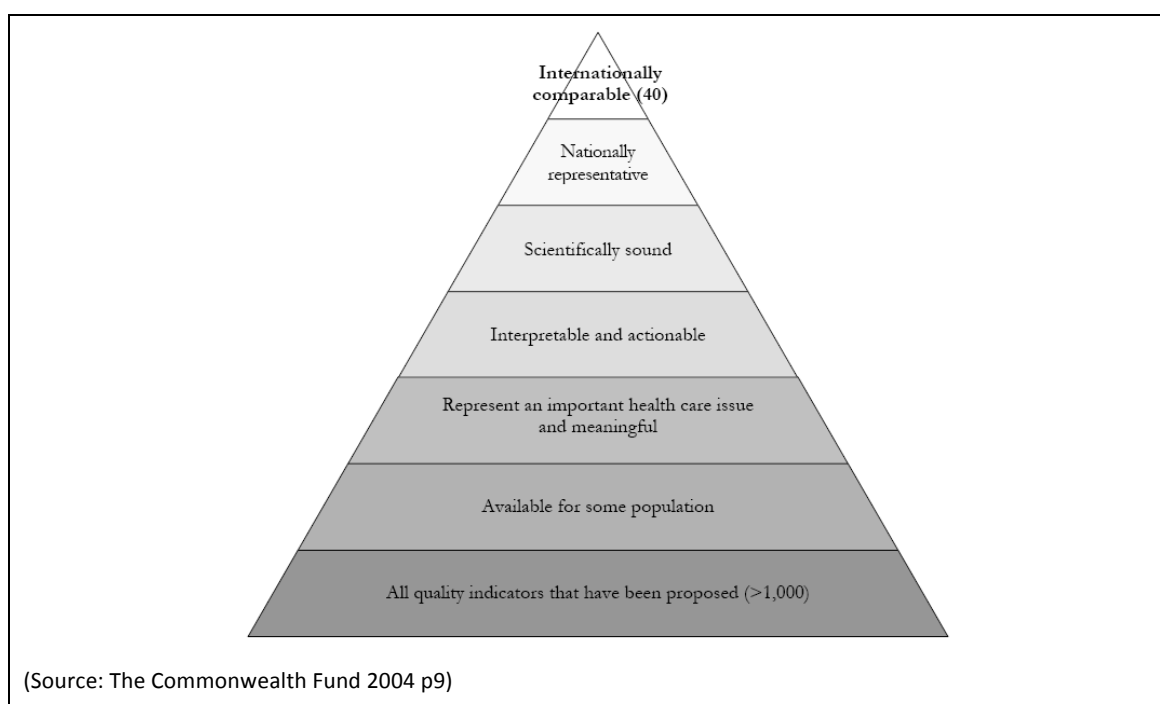 Internationally
comparable (40)
Nationally
representative
Scientifically sound
Interpretable and actionable
Represent an important health care issue
and meaningful
Available for some population
All quality indicators that have been proposed (>1,000)
(Source: The Commonwealth Fund 2004 p9)